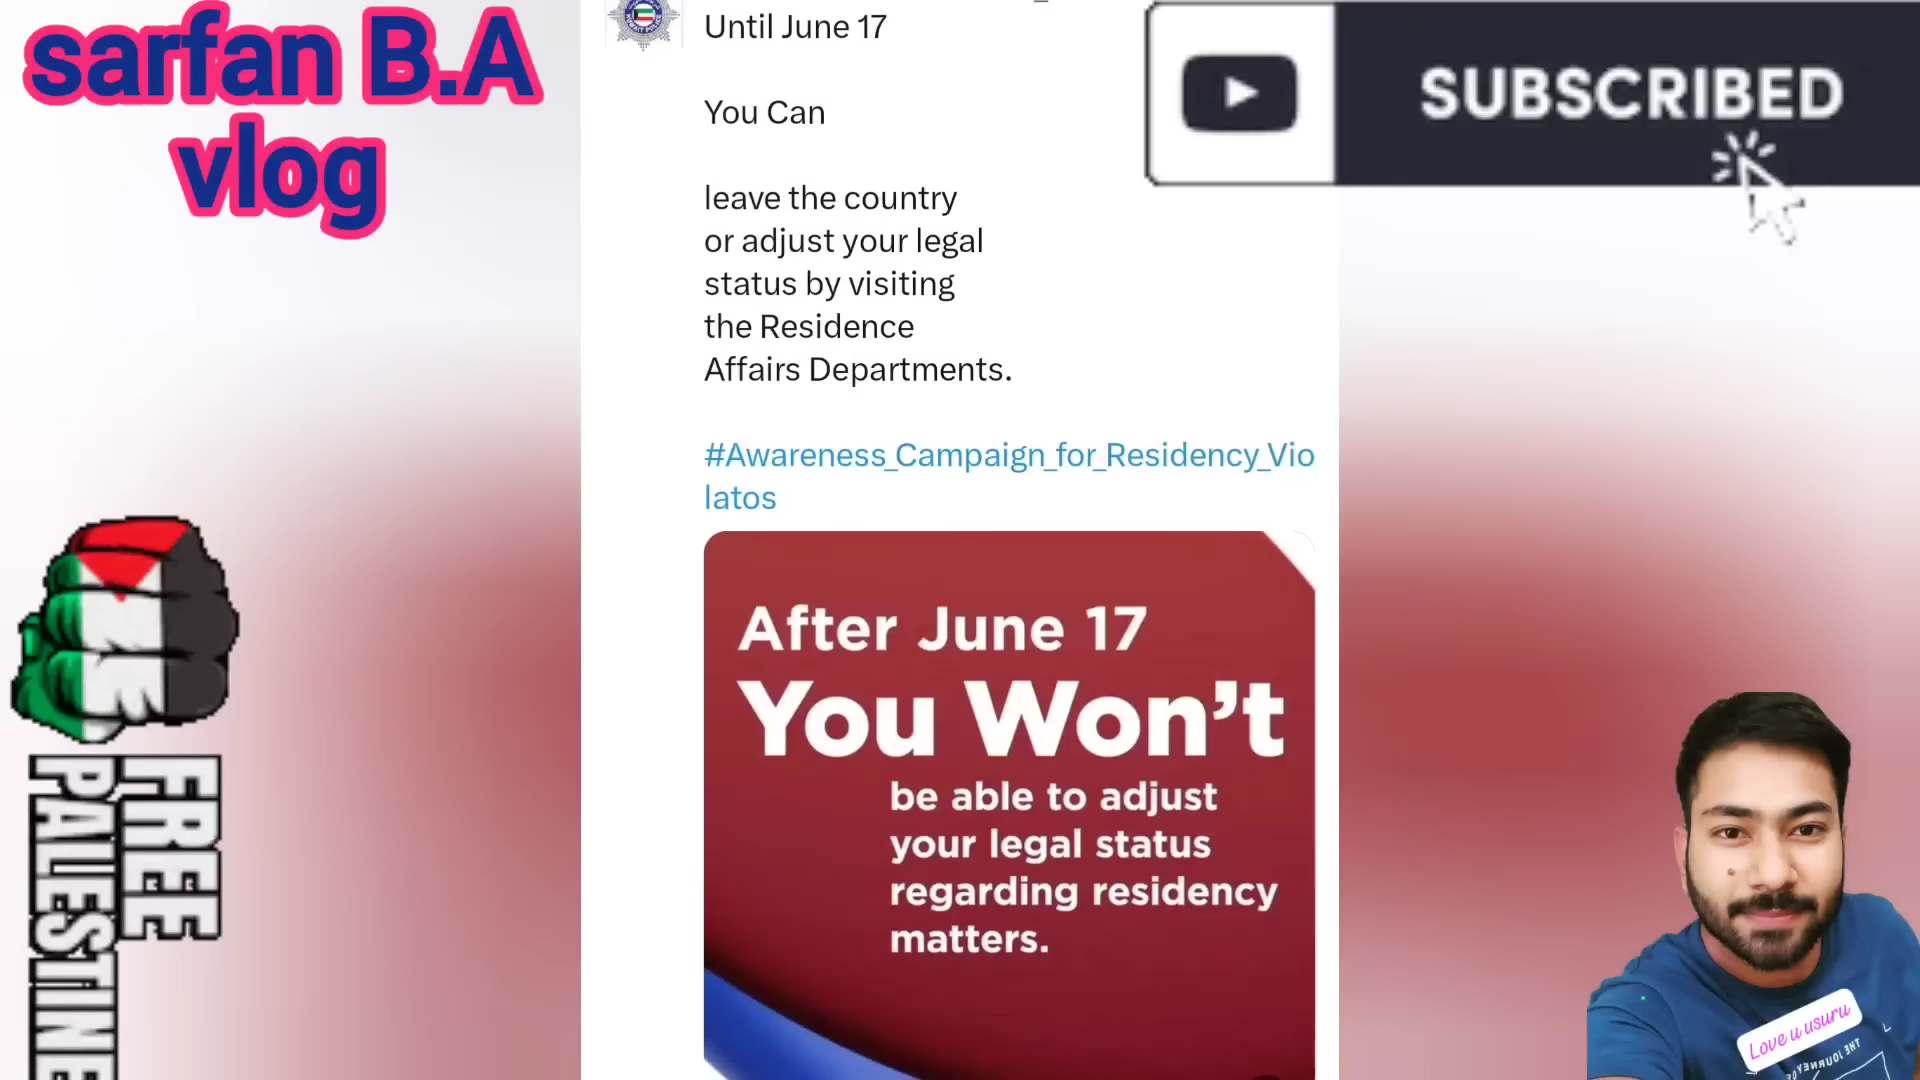 sarfan B.A
vlog
Until June 17
You Can
leave the country
or adjust your legal
status by visiting
the Residence
Affairs Departments.
#Awareness_Campaign_for_Residency_Vio
latos
After June 17
You Won't
be able to adjust
your legal status
regarding residency
matters.
SUBSCRIBED
FREE
PALESTINE
Love u usuru